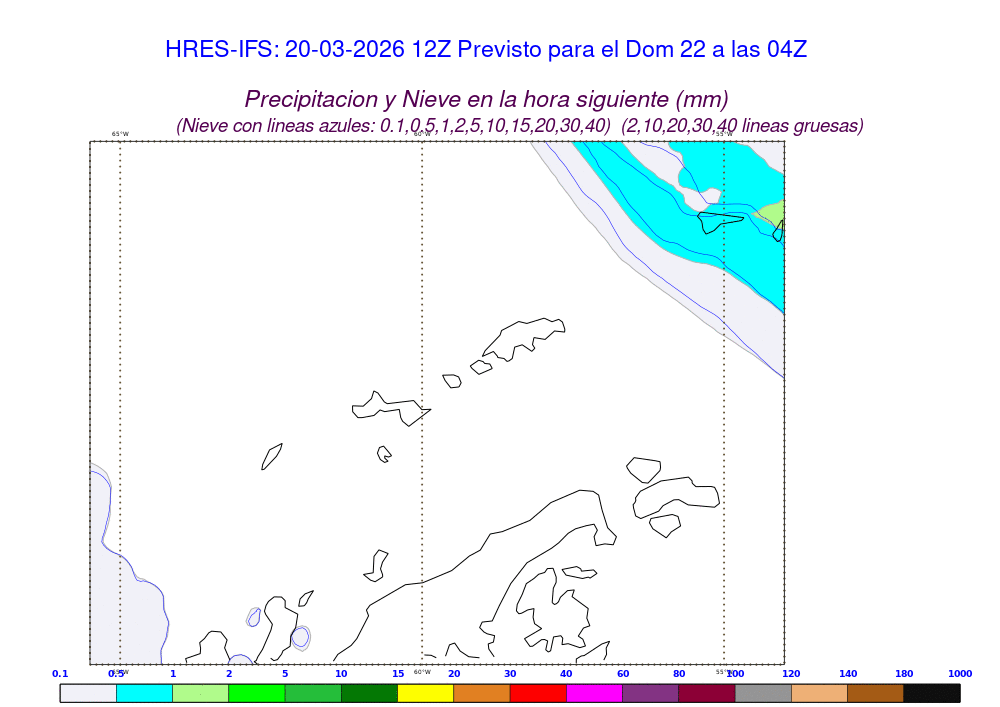 HRES-IFS: 20-03-2026 12Z Previsto para el Dom 22 a las 04Z
Precipitacion y Nieve en la hora siguiente (mm)
(Nieve con lineas azules: 0.1,0.5,1,2,5,10,15,20,30,40)  (2,10,20,30,40 lineas gruesas)
65°W 60°W 55°W
65°W 60°W 55°W
0.1 0.5 1 2 5 10 15 20 30 40 60 80 100 120 140 180 1000